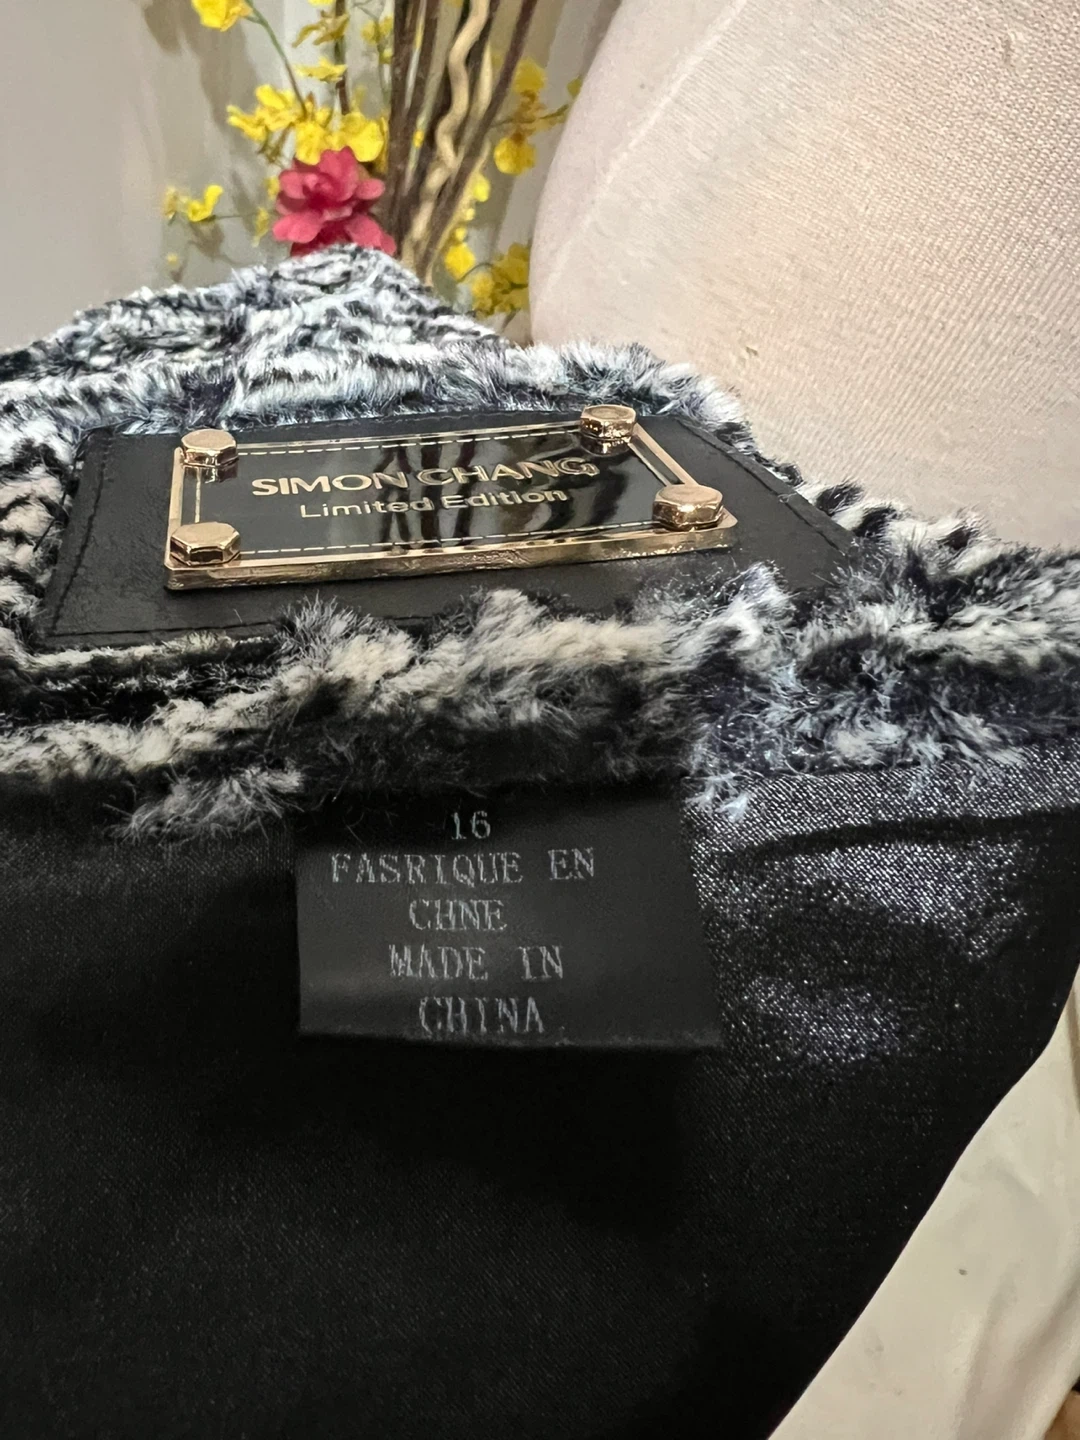 SIMON CHANG
Limited Edition
16
FASRIQUE EN
CHNE
MADE IN
CHINA